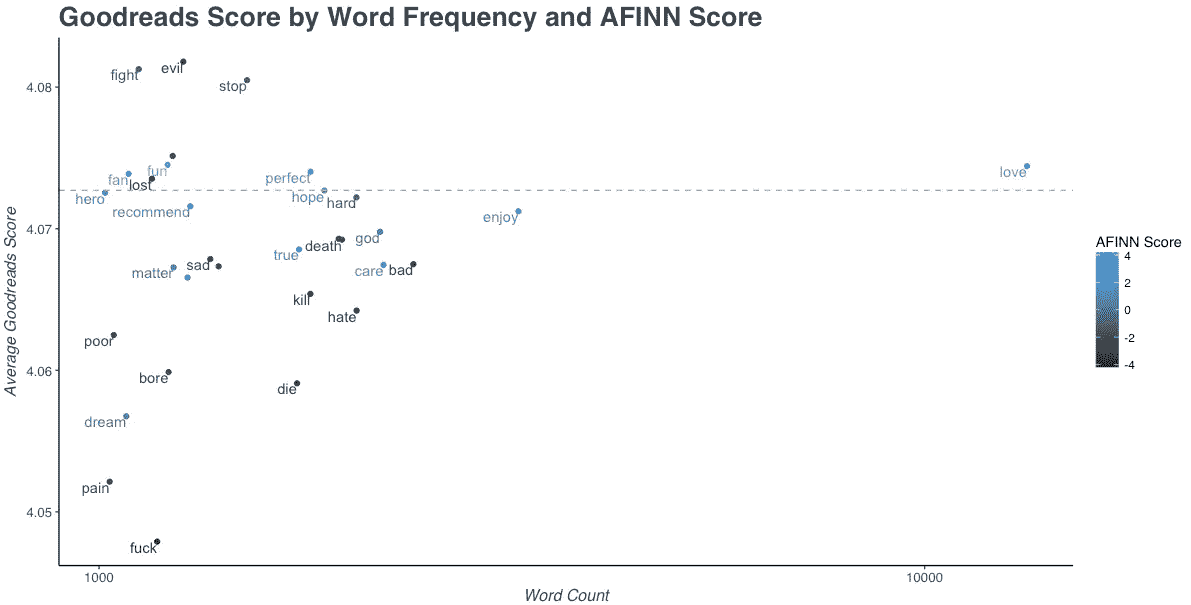 Goodreads Score by Word Frequency and AFINN Score
evil
fight
4.08
stop
love
fun
perfect
fan
lost
hope
hero
hard
recommend
enjoy
4.07
god
death
AFINN Score
true
4
sad
care
bad
matter
2
kill
0
hate
-2
poor
-4
4.06
bore
die
dream
pain
4.05
fuck
1000
10000
Word Count
Average Goodreads Score